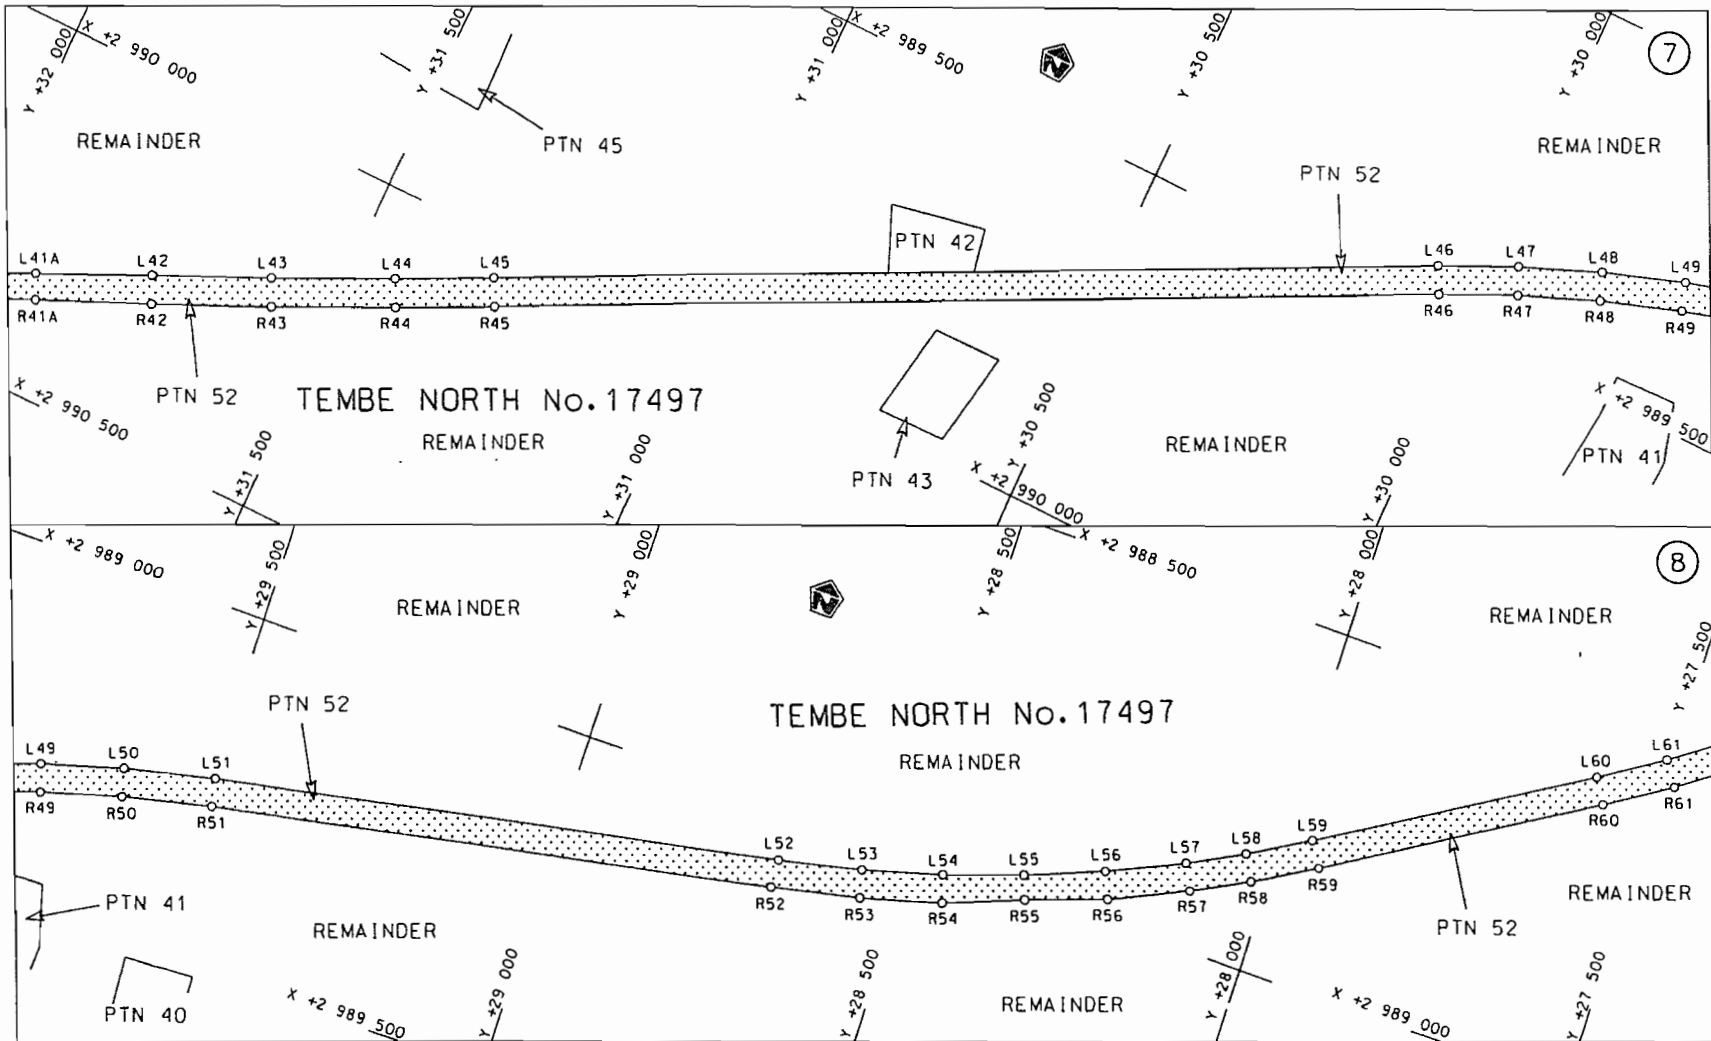 Y +32 000
X +2 990 000
Y +31 500
Y +31 000
X +2 989 500
N
Y +30 500
Y +30 000
7
REMAINDER
PTN 45
REMAINDER
PTN 52
PTN 42
L41A
L42
L43
L44
L45
L46
L47
L48
L49
R41A
R42
R43
R44
R45
R46
R47
R48
R49
PTN 52
TEMBE NORTH No.17497
REMAINDER
X +2 990 500
Y +31 500
Y +31 000
PTN 43
X +2 990 000
Y +30 500
REMAINDER
Y +30 000
X +2 989 500
PTN 41
X +2 989 000
Y +29 500
REMAINDER
Y +29 000
N
Y +28 500
X +2 988 500
Y +28 000
8
REMAINDER
Y +27 500
PTN 52
TEMBE NORTH No.17497
REMAINDER
L49
L50
L51
L52
L53
L54
L55
L56
L57
L58
L59
L60
L61
R49
R50
R51
R52
R53
R54
R55
R56
R57
R58
R59
R60
R61
PTN 41
REMAINDER
PTN 40
X +2 989 500
Y +29 000
Y +28 500
REMAINDER
Y +28 000
PTN 52
REMAINDER
X +2 989 000
Y +27 500